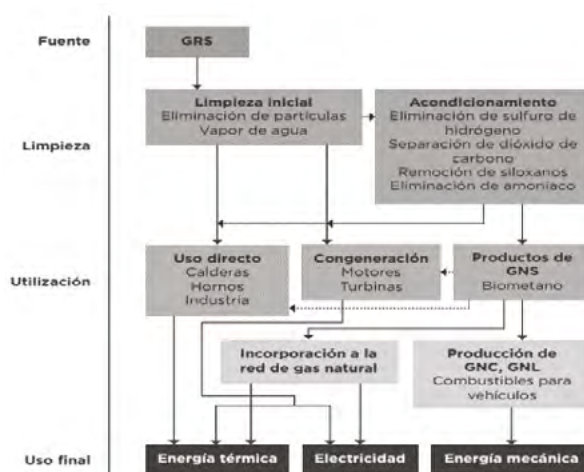 Fuente
GRS
Limpieza
Limpieza inicial
Eliminación de partículas
Vapor de agua
Acondicionamiento
Eliminación de sulfuro de
hidrógeno
Separación de dióxido de
carbono
Remoción de siloxanos
Eliminación de amoniaco
Utilización
Uso directo
Calderas
Hornos
Industria
Congeneración
Motores
Turbinas
Productos de
GNS
Biometano
Incorporación a la
red de gas natural
Producción de
GNC, GNL
Combustibles para
vehículos
Uso final
Energía térmica
Electricidad
Energía mecánica